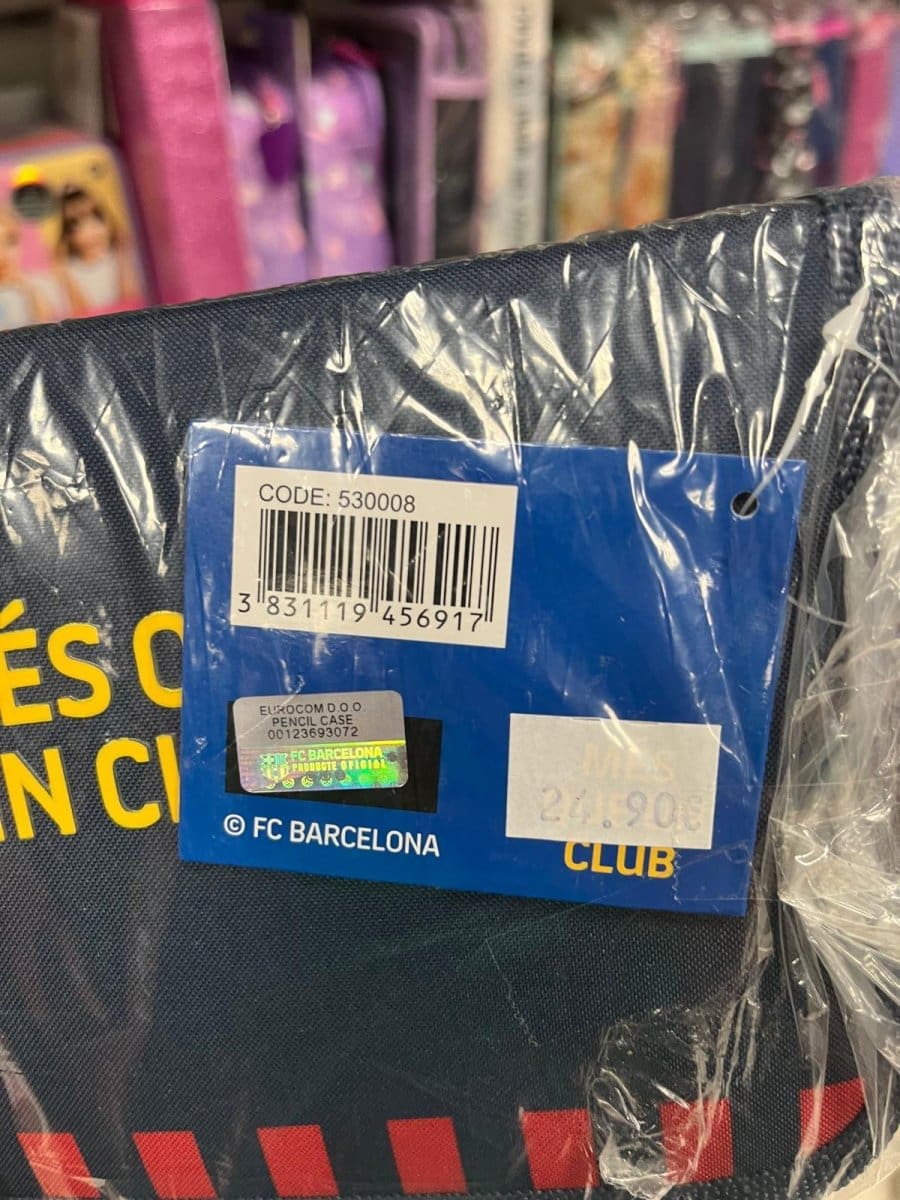 CODE: 530008
3 831119 456917
ÉS
N CL
EUROCOM D.O.O.
PENCIL CASE
00123693072
FC BARCELONA
PRODUCTE OFICIAL
© FC BARCELONA
24.90€
CLUB